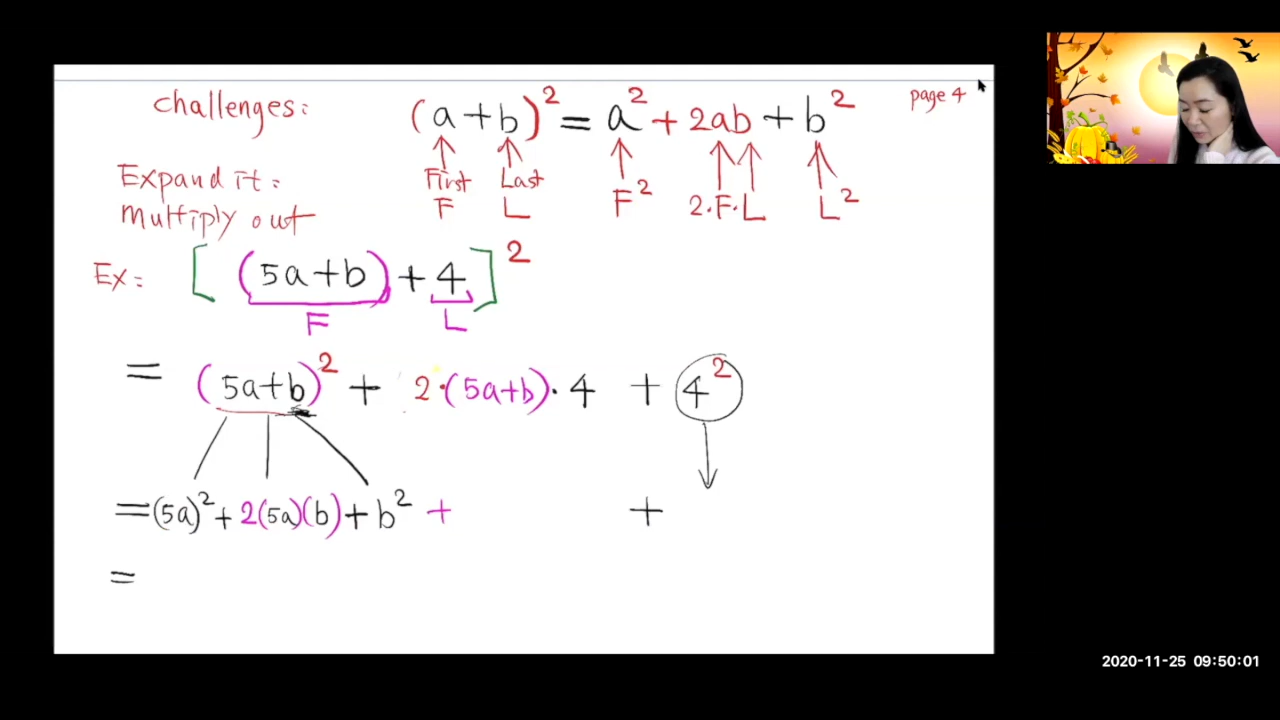 challenges: (a+b)² = a² + 2ab + b² page 4
Expand it: First Last F² 2·F·L L²
Multiply out F L
Ex: [(5a+b)+4]²
F L
= (5a+b)² + 2·(5a+b)·4 + 4²
=(5a)²+2(5a)(b)+b² + +
=
2020-11-25 09:50:01